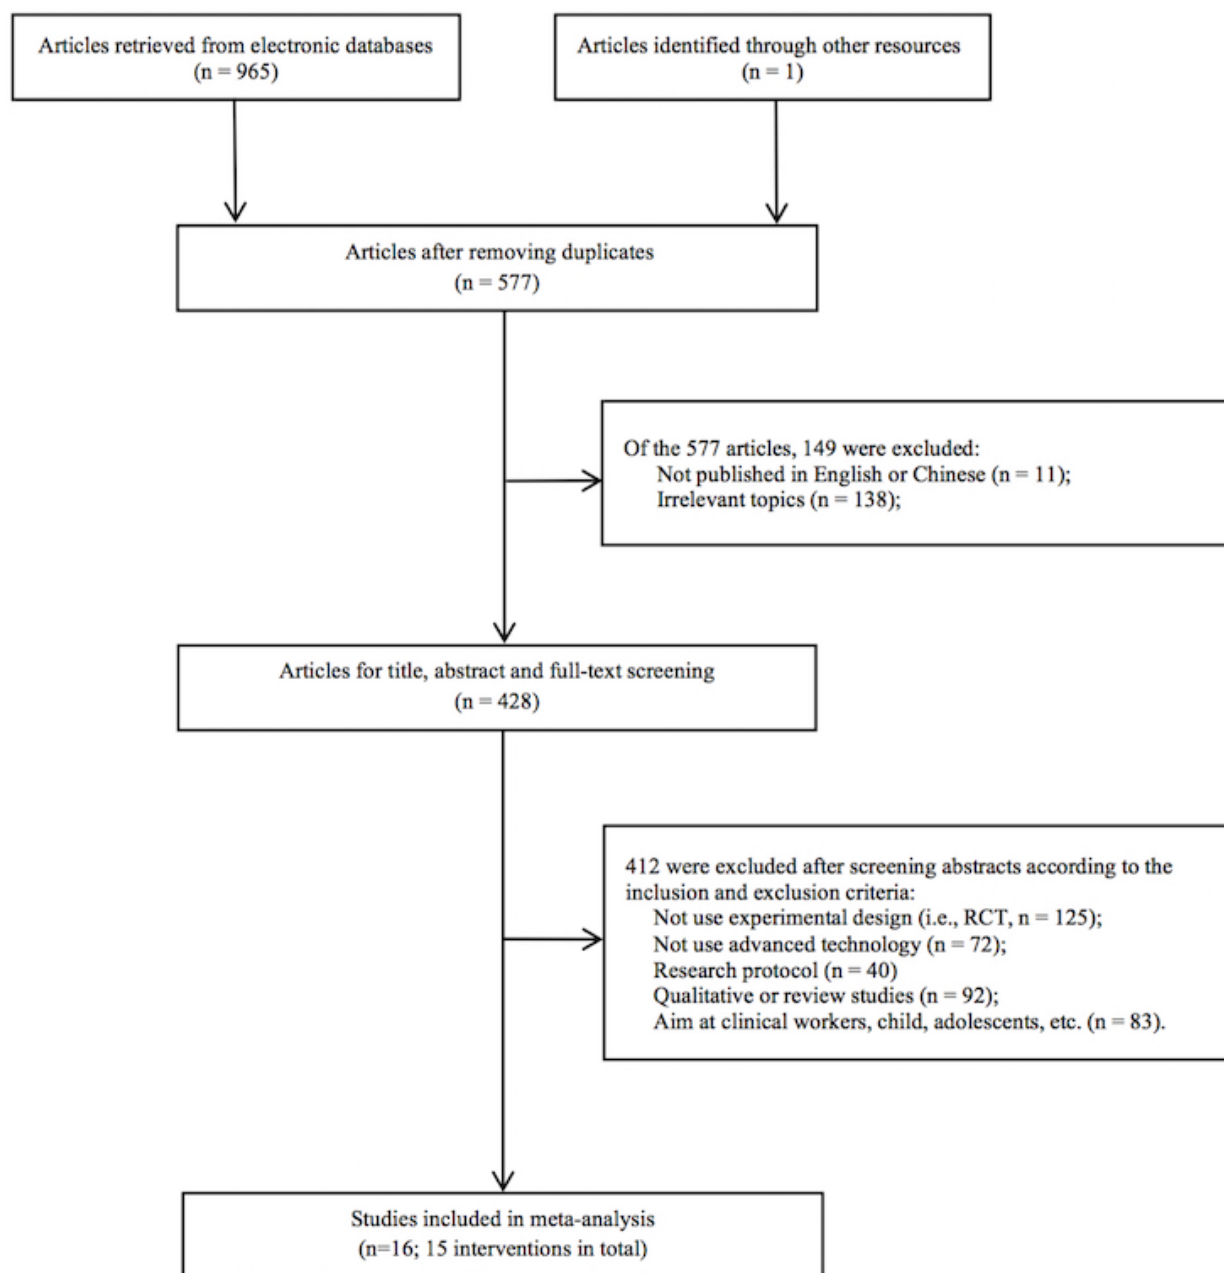 Articles retrieved from electronic databases
(n = 965)
Articles identified through other resources
(n = 1)
Articles after removing duplicates
(n = 577)
Of the 577 articles, 149 were excluded:
Not published in English or Chinese (n = 11);
Irrelevant topics (n = 138);
Articles for title, abstract and full-text screening
(n = 428)
412 were excluded after screening abstracts according to the
inclusion and exclusion criteria:
Not use experimental design (i.e., RCT, n = 125);
Not use advanced technology (n = 72);
Research protocol (n = 40)
Qualitative or review studies (n = 92);
Aim at clinical workers, child, adolescents, etc. (n = 83).
Studies included in meta-analysis
(n=16; 15 interventions in total)